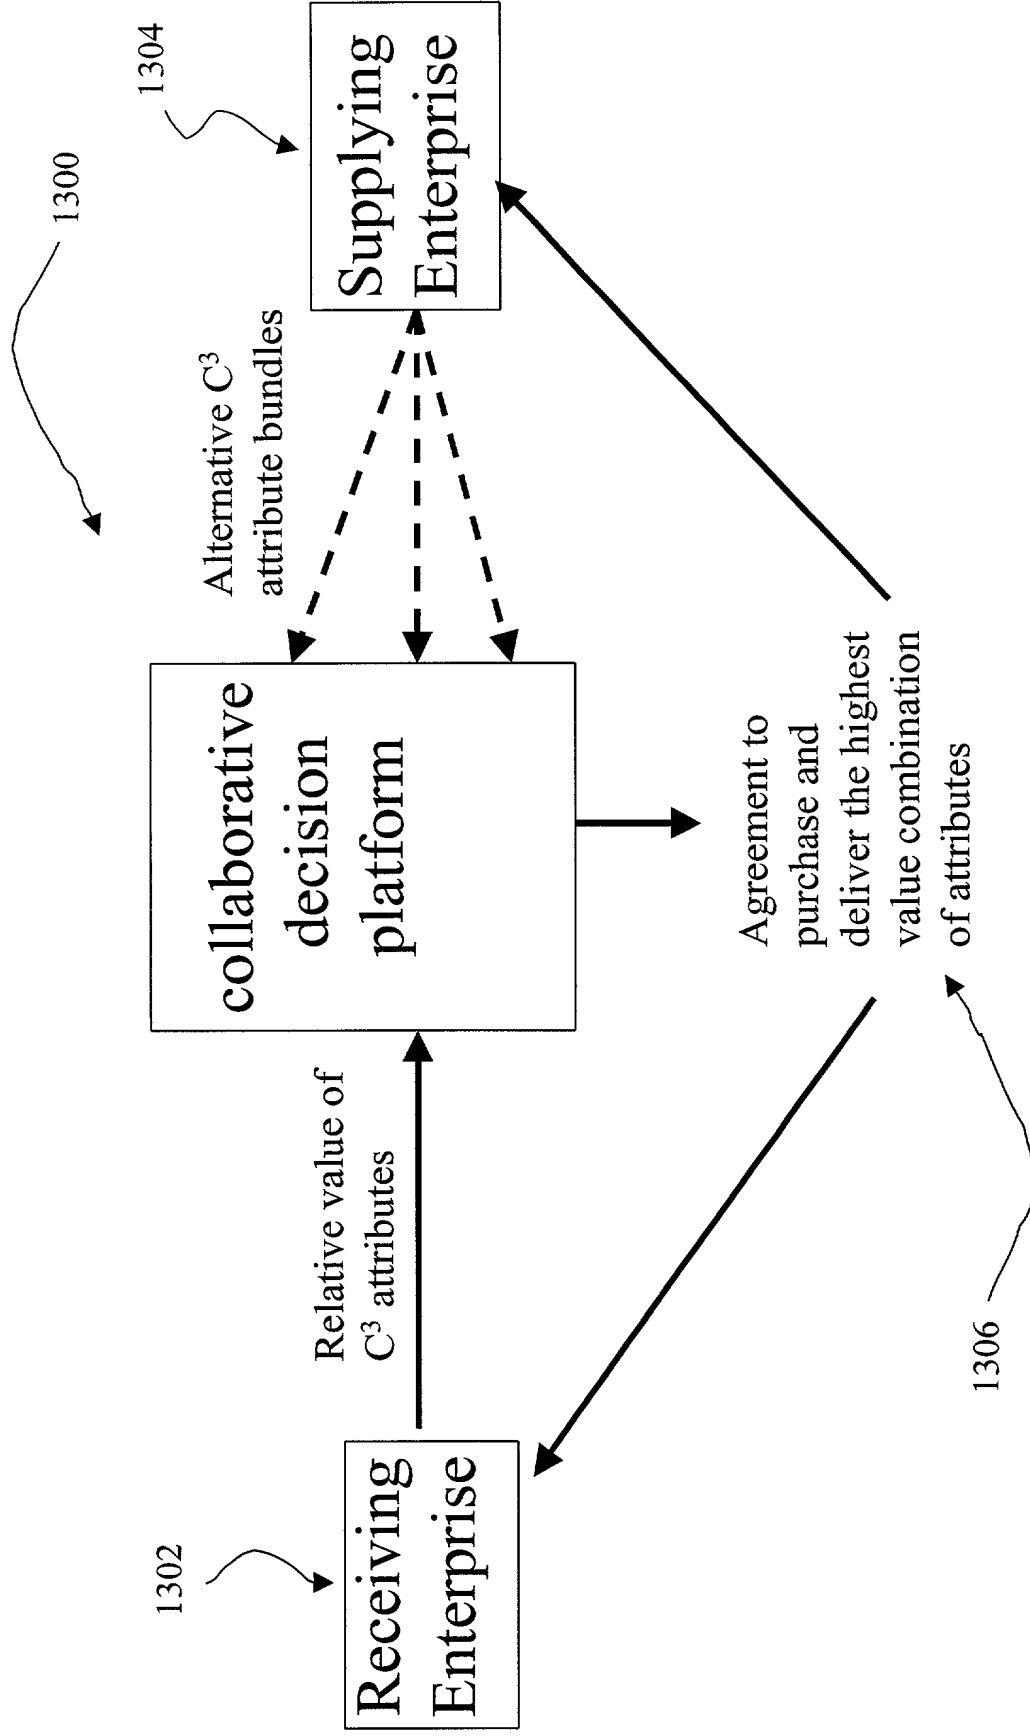 1300
1302
Receiving
Enterprise
Relative value of
C³ attributes
collaborative
decision
platform
Alternative C³
attribute bundles
1304
Supplying
Enterprise
Agreement to
purchase and
deliver the highest
value combination
of attributes
1306